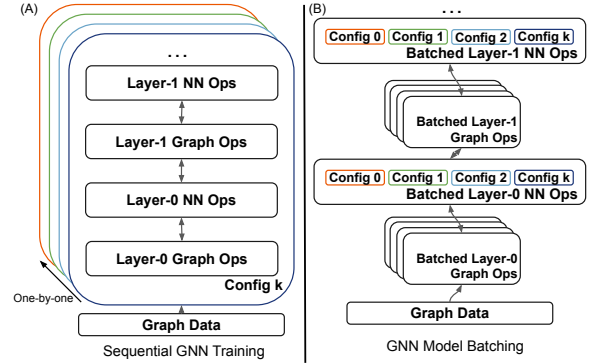 (A)
...
Layer-1 NN Ops
Layer-1 Graph Ops
Layer-0 NN Ops
Layer-0 Graph Ops
Config k
One-by-one
Graph Data
Sequential GNN Training
(B)
...
Config 0 Config 1 Config 2 Config k
Batched Layer-1 NN Ops
Batched Layer-1
Graph Ops
Config 0 Config 1 Config 2 Config k
Batched Layer-0 NN Ops
Batched Layer-0
Graph Ops
Graph Data
GNN Model Batching